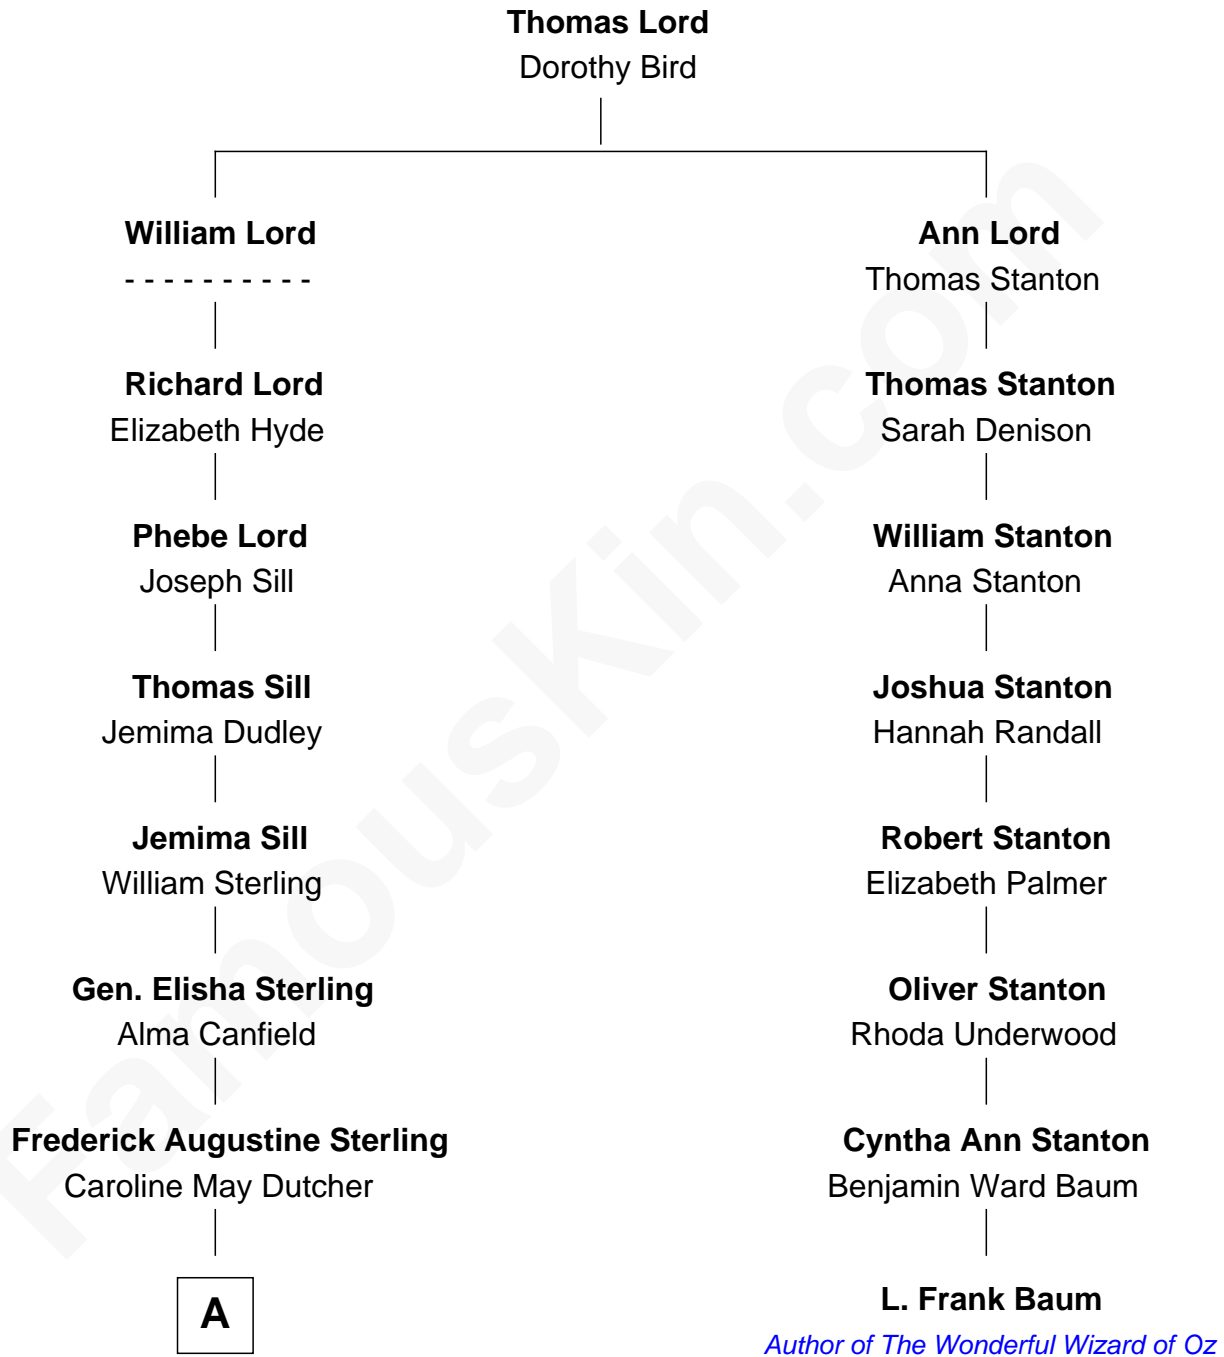 Thomas Lord
Dorothy Bird
William Lord
- - - - - - - - - -
Ann Lord
Thomas Stanton
Richard Lord
Elizabeth Hyde
Thomas Stanton
Sarah Denison
Phebe Lord
Joseph Sill
William Stanton
Anna Stanton
Thomas Sill
Jemima Dudley
Joshua Stanton
Hannah Randall
Jemima Sill
William Sterling
Robert Stanton
Elizabeth Palmer
Gen. Elisha Sterling
Alma Canfield
Oliver Stanton
Rhoda Underwood
Frederick Augustine Sterling
Caroline May Dutcher
Cyntha Ann Stanton
Benjamin Ward Baum
A
L. Frank Baum
Author of The Wonderful Wizard of Oz
FamousKin.com